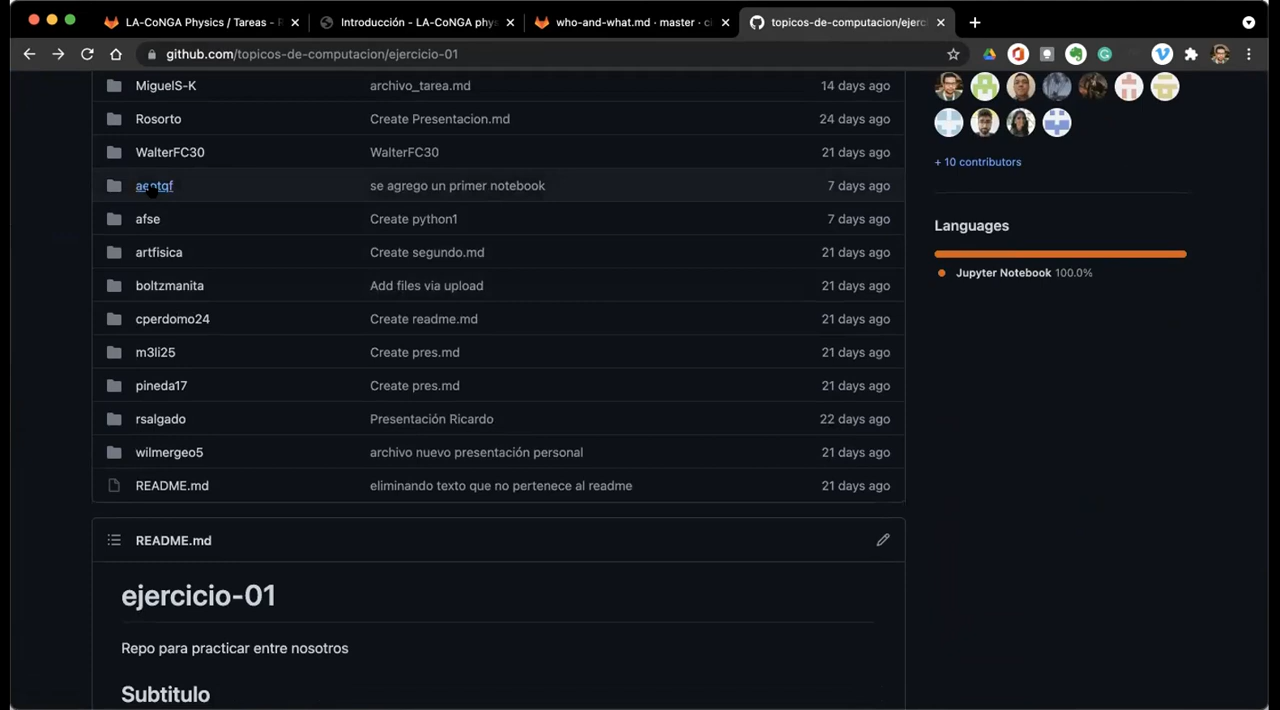 LA-CoNGA Physics / Tareas - R
Introducción - LA-CoNGA phys
who-and-what.md · master · ci
topicos-de-computacion/ejerci
github.com/topicos-de-computacion/ejercicio-01
MiguelS-K archivo_tarea.md 14 days ago
Rosorto Create Presentacion.md 24 days ago
WalterFC30 WalterFC30 21 days ago
se agrego un primer notebook 7 days ago
afse Create python1 7 days ago
artfisica Create segundo.md 21 days ago
boltzmanita Add files via upload 21 days ago
cperdomo24 Create readme.md 21 days ago
m3li25 Create pres.md 21 days ago
pineda17 Create pres.md 21 days ago
rsalgado Presentación Ricardo 22 days ago
wilmergeo5 archivo nuevo presentación personal 21 days ago
README.md eliminando texto que no pertenece al readme 21 days ago
README.md
ejercicio-01
Repo para practicar entre nosotros
Subtitulo
+ 10 contributors
Languages
Jupyter Notebook 100.0%